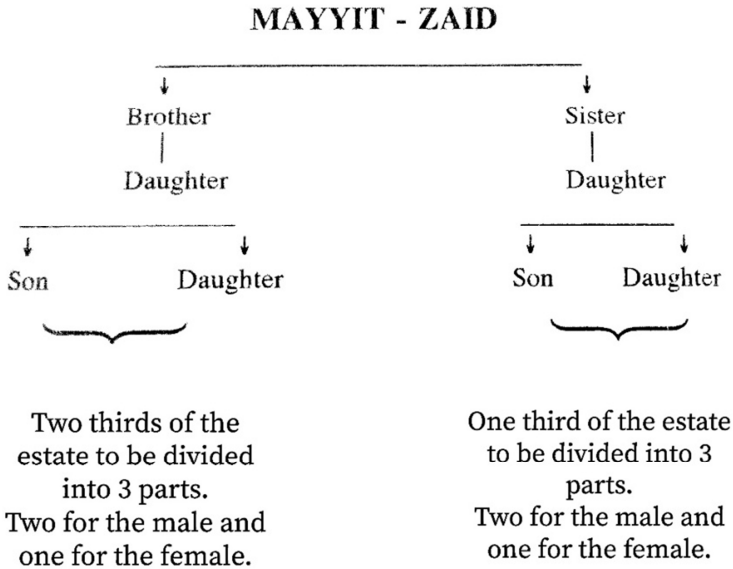 MAYYIT - ZAID
Brother
Sister
Daughter
Daughter
Son
Daughter
Son
Daughter
Two thirds of the
estate to be divided
into 3 parts.
Two for the male and
one for the female.
One third of the estate
to be divided into 3
parts.
Two for the male and
one for the female.